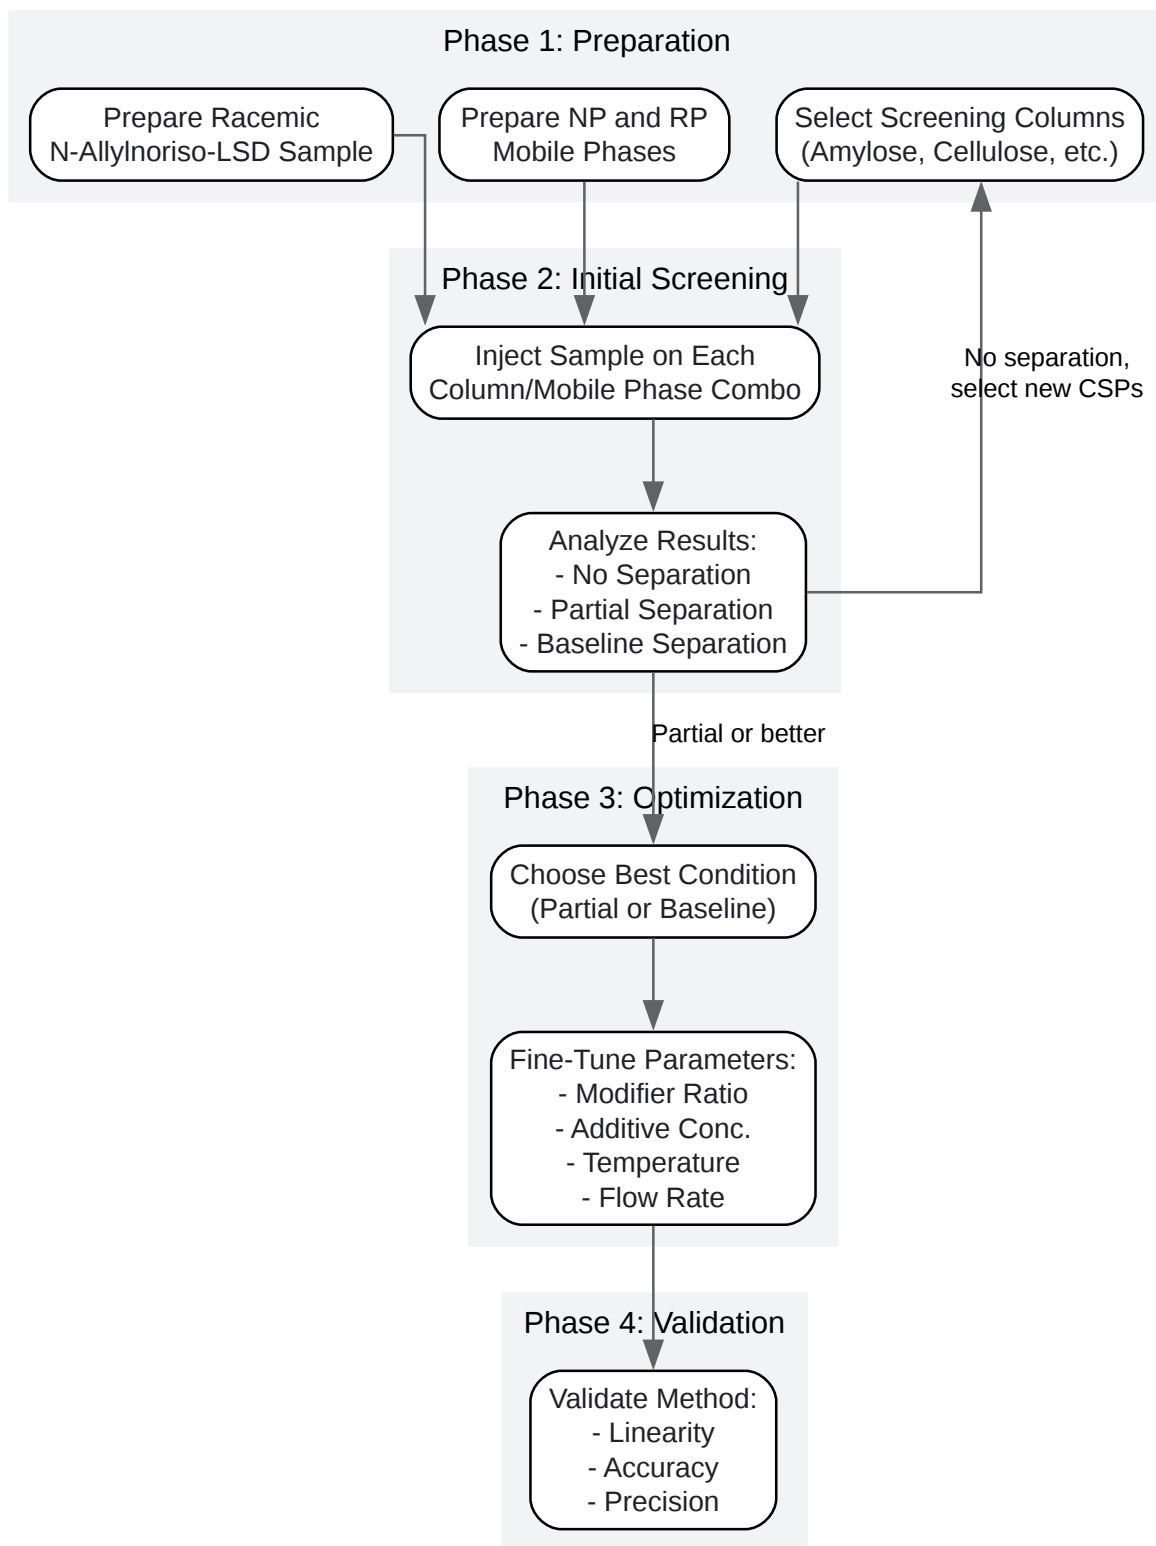 Phase 1: Preparation
Prepare Racemic
N-Allylnoriso-LSD Sample
Prepare NP and RP
Mobile Phases
Select Screening Columns
(Amylose, Cellulose, etc.)
Phase 2: Initial Screening
Inject Sample on Each
Column/Mobile Phase Combo
No separation,
select new CSPs
Analyze Results:
- No Separation
- Partial Separation
- Baseline Separation
Partial or better
Phase 3: Optimization
Choose Best Condition
(Partial or Baseline)
Fine-Tune Parameters:
- Modifier Ratio
- Additive Conc.
- Temperature
- Flow Rate
Phase 4: Validation
Validate Method:
- Linearity
- Accuracy
- Precision